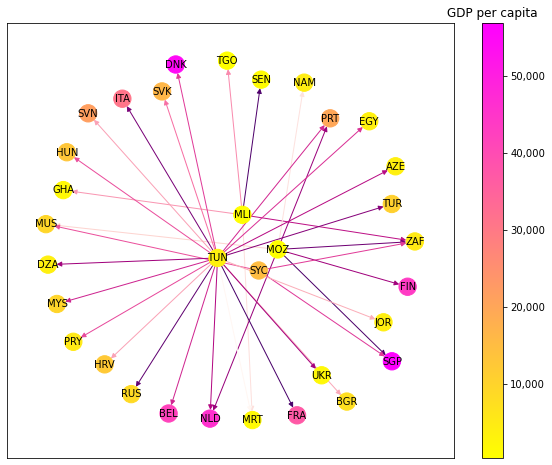 GDP per capita
DNK
TGO
SEN
NAM
SVK
ITA
SVN
PRT
EGY
HUN
AZE
GHA
TUR
MLI
MUS
ZAF
MOZ
TUN
DZA
SYC
FIN
MYS
JOR
PRY
HRV
SGP
UKR
RUS
BGR
BEL
NLD
MRT
FRA
50,000
40,000
30,000
20,000
10,000